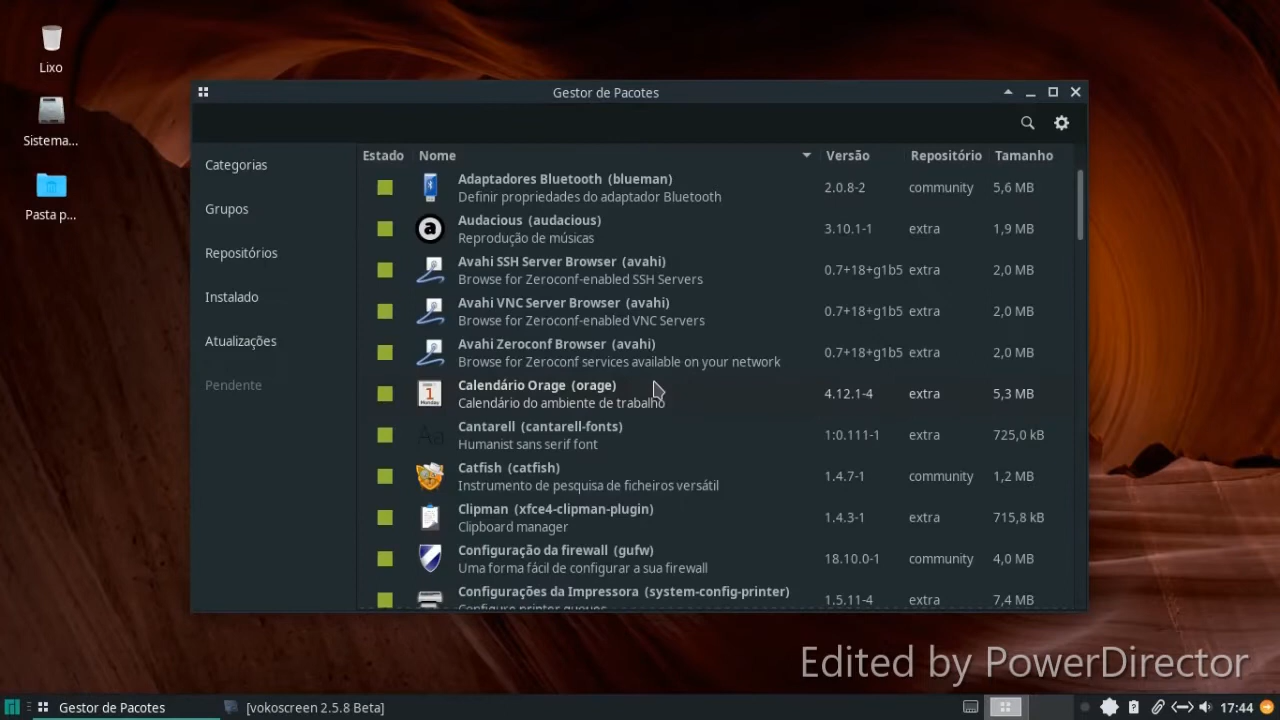 Lixo
Sistema...
Pasta p...
Gestor de Pacotes
Categorias
Grupos
Repositórios
Instalado
Atualizações
Pendente
Estado Nome Versão Repositório Tamanho
Adaptadores Bluetooth (blueman)
Definir propriedades do adaptador Bluetooth
2.0.8-2 community 5,6 MB
Audacious (audacious)
Reprodução de músicas
3.10.1-1 extra 1,9 MB
Avahi SSH Server Browser (avahi)
Browse for Zeroconf-enabled SSH Servers
0.7+18+g1b5 extra 2,0 MB
Avahi VNC Server Browser (avahi)
Browse for Zeroconf-enabled VNC Servers
0.7+18+g1b5 extra 2,0 MB
Avahi Zeroconf Browser (avahi)
Browse for Zeroconf services available on your network
0.7+18+g1b5 extra 2,0 MB
Calendário Orage (orage)
Calendário do ambiente de trabalho
4.12.1-4 extra 5,3 MB
Cantarell (cantarell-fonts)
Humanist sans serif font
1:0.111-1 extra 725,0 kB
Catfish (catfish)
Instrumento de pesquisa de ficheiros versátil
1.4.7-1 community 1,2 MB
Clipman (xfce4-clipman-plugin)
Clipboard manager
1.4.3-1 extra 715,8 kB
Configuração da firewall (gufw)
Uma forma fácil de configurar a sua firewall
18.10.0-1 community 4,0 MB
Configurações da Impressora (system-config-printer)
Configure printer queues
1.5.11-4 extra 7,4 MB
Edited by PowerDirector
Gestor de Pacotes
[vokoscreen 2.5.8 Beta]
17:44